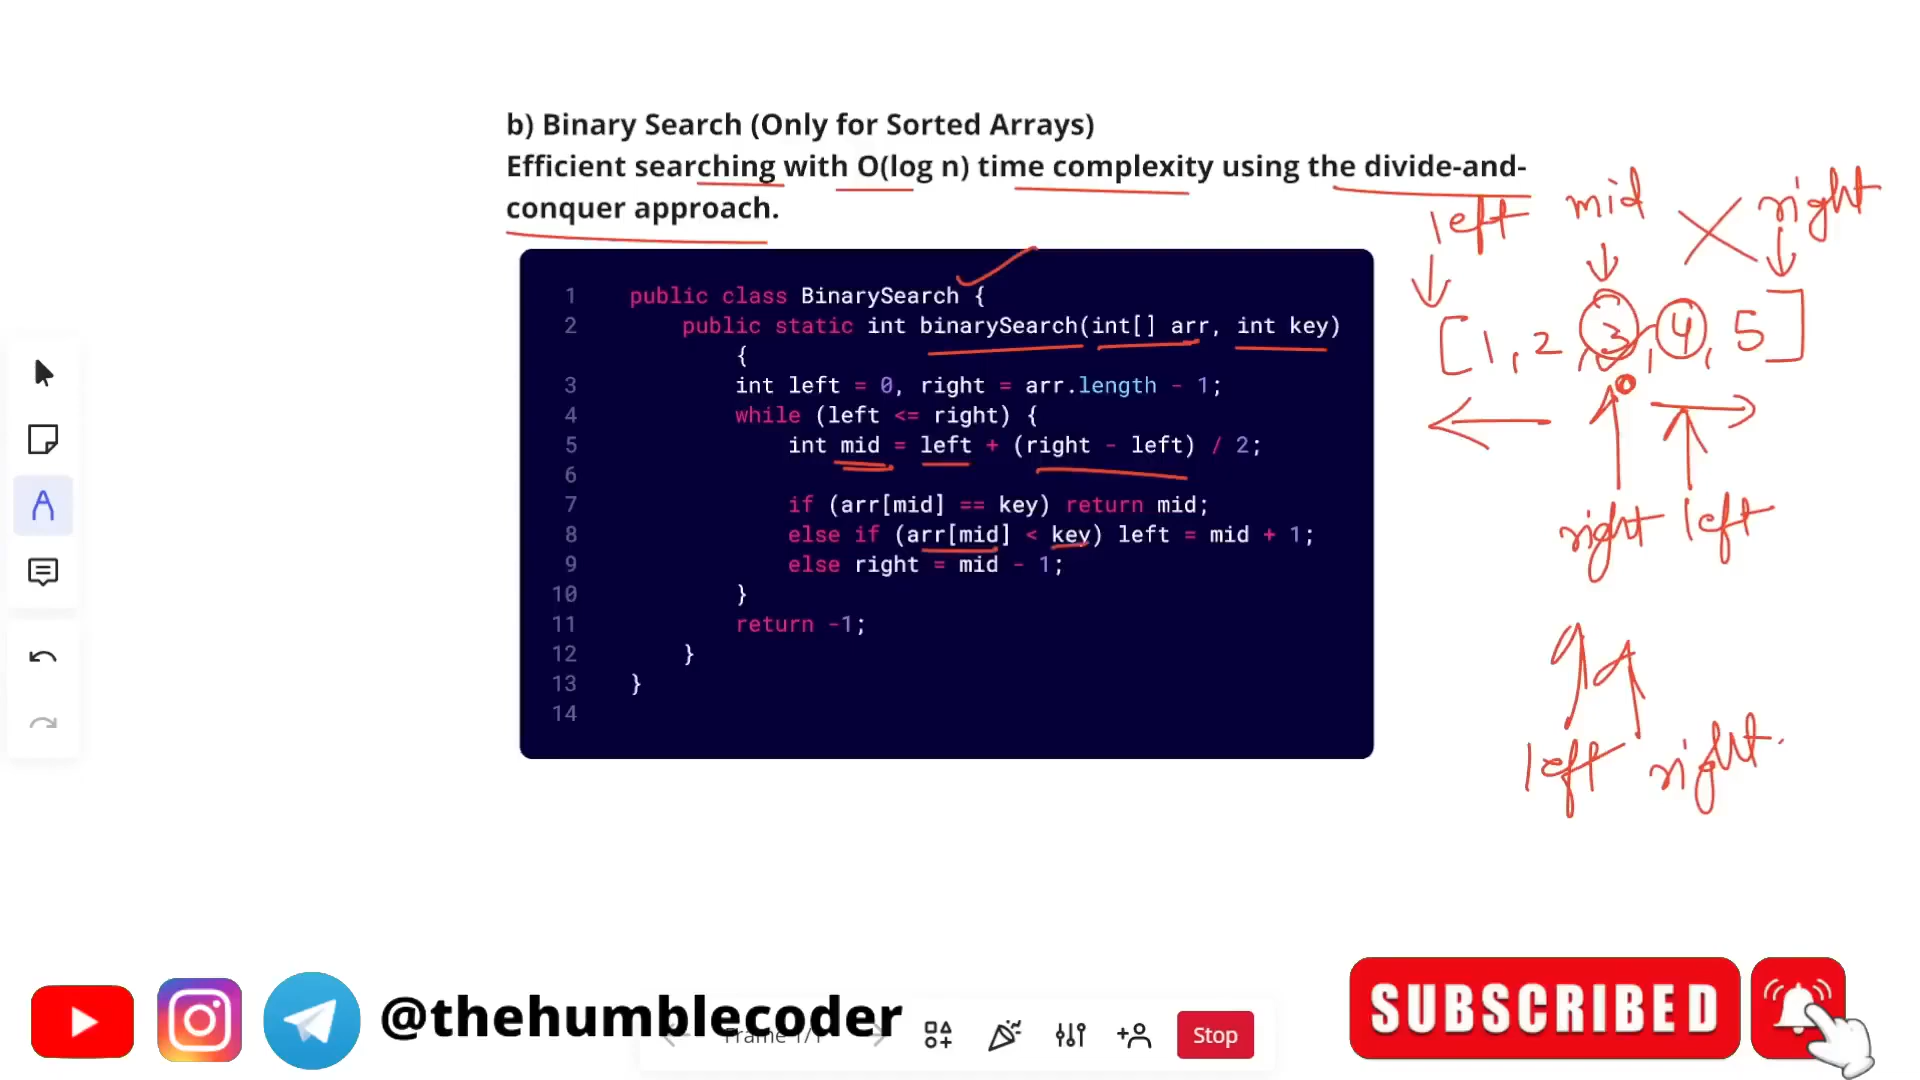 b) Binary Search (Only for Sorted Arrays)
Efficient searching with O(log n) time complexity using the divide-and-
conquer approach.
left mid right
[1, 2, 3, 4, 5]
right left
left right
1 public class BinarySearch {
2 public static int binarySearch(int[] arr, int key)
{
3 int left = 0, right = arr.length - 1;
4 while (left <= right) {
5 int mid = left + (right - left) / 2;
6
7 if (arr[mid] == key) return mid;
8 else if (arr[mid] < key) left = mid + 1;
9 else right = mid - 1;
10 }
11 return -1;
12 }
13 }
14
@thehumblecoder
Frame 1/1
Stop
SUBSCRIBED